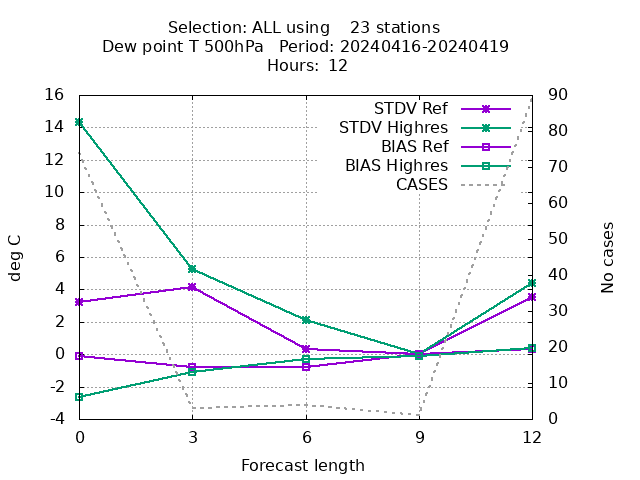 Selection: ALL using 23 stations
Dew point T 500hPa Period: 20240416-20240419
Hours: 12
STDV Ref
STDV Highres
BIAS Ref
BIAS Highres
CASES
16
14
12
10
8
6
4
2
0
-2
-4
deg C
90
80
70
60
50
40
30
20
10
0
No cases
0 3 6 9 12
Forecast length